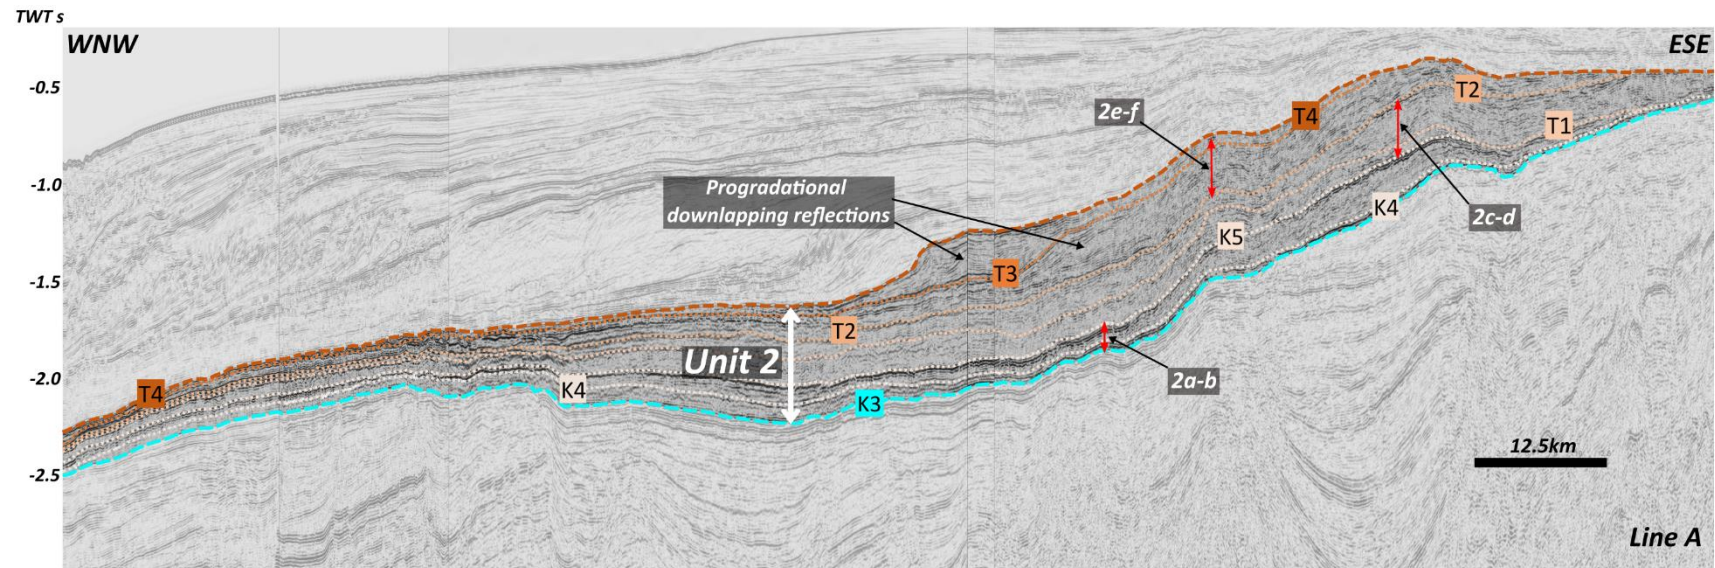 TWT s
WNW
ESE
-0.5
-1.0
-1.5
-2.0
-2.5
2e-f
T4
T2
T1
Progradational
downlapping reflections
K4
2c-d
K5
T3
T2
Unit 2
2a-b
T4
K4
K3
12.5km
Line A